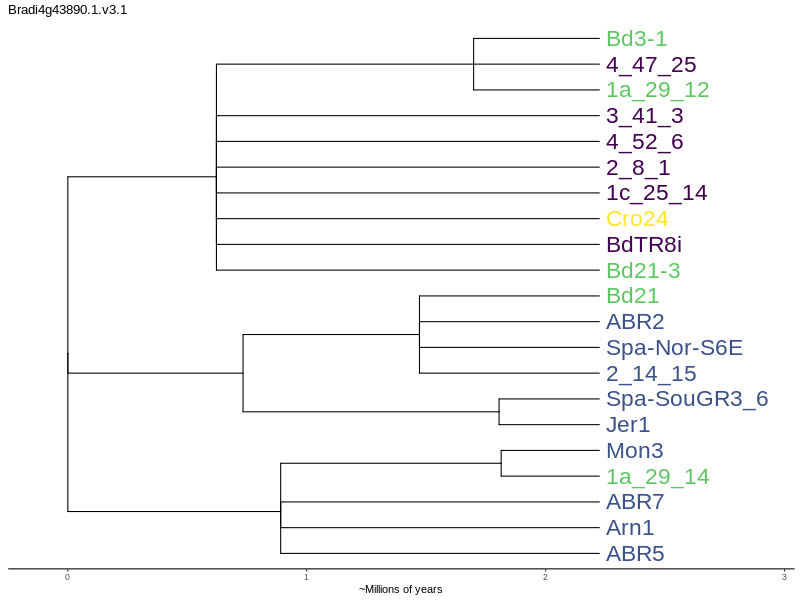 Bradi4g43890.1.v3.1
Bd3-1
4_47_25
1a_29_12
3_41_3
4_52_6
2_8_1
1c_25_14
Cro24
BdTR8i
Bd21-3
Bd21
ABR2
Spa-Nor-S6E
2_14_15
Spa-SouGR3_6
Jer1
Mon3
1a_29_14
ABR7
Arn1
ABR5
0 1 2 3
~Millions of years